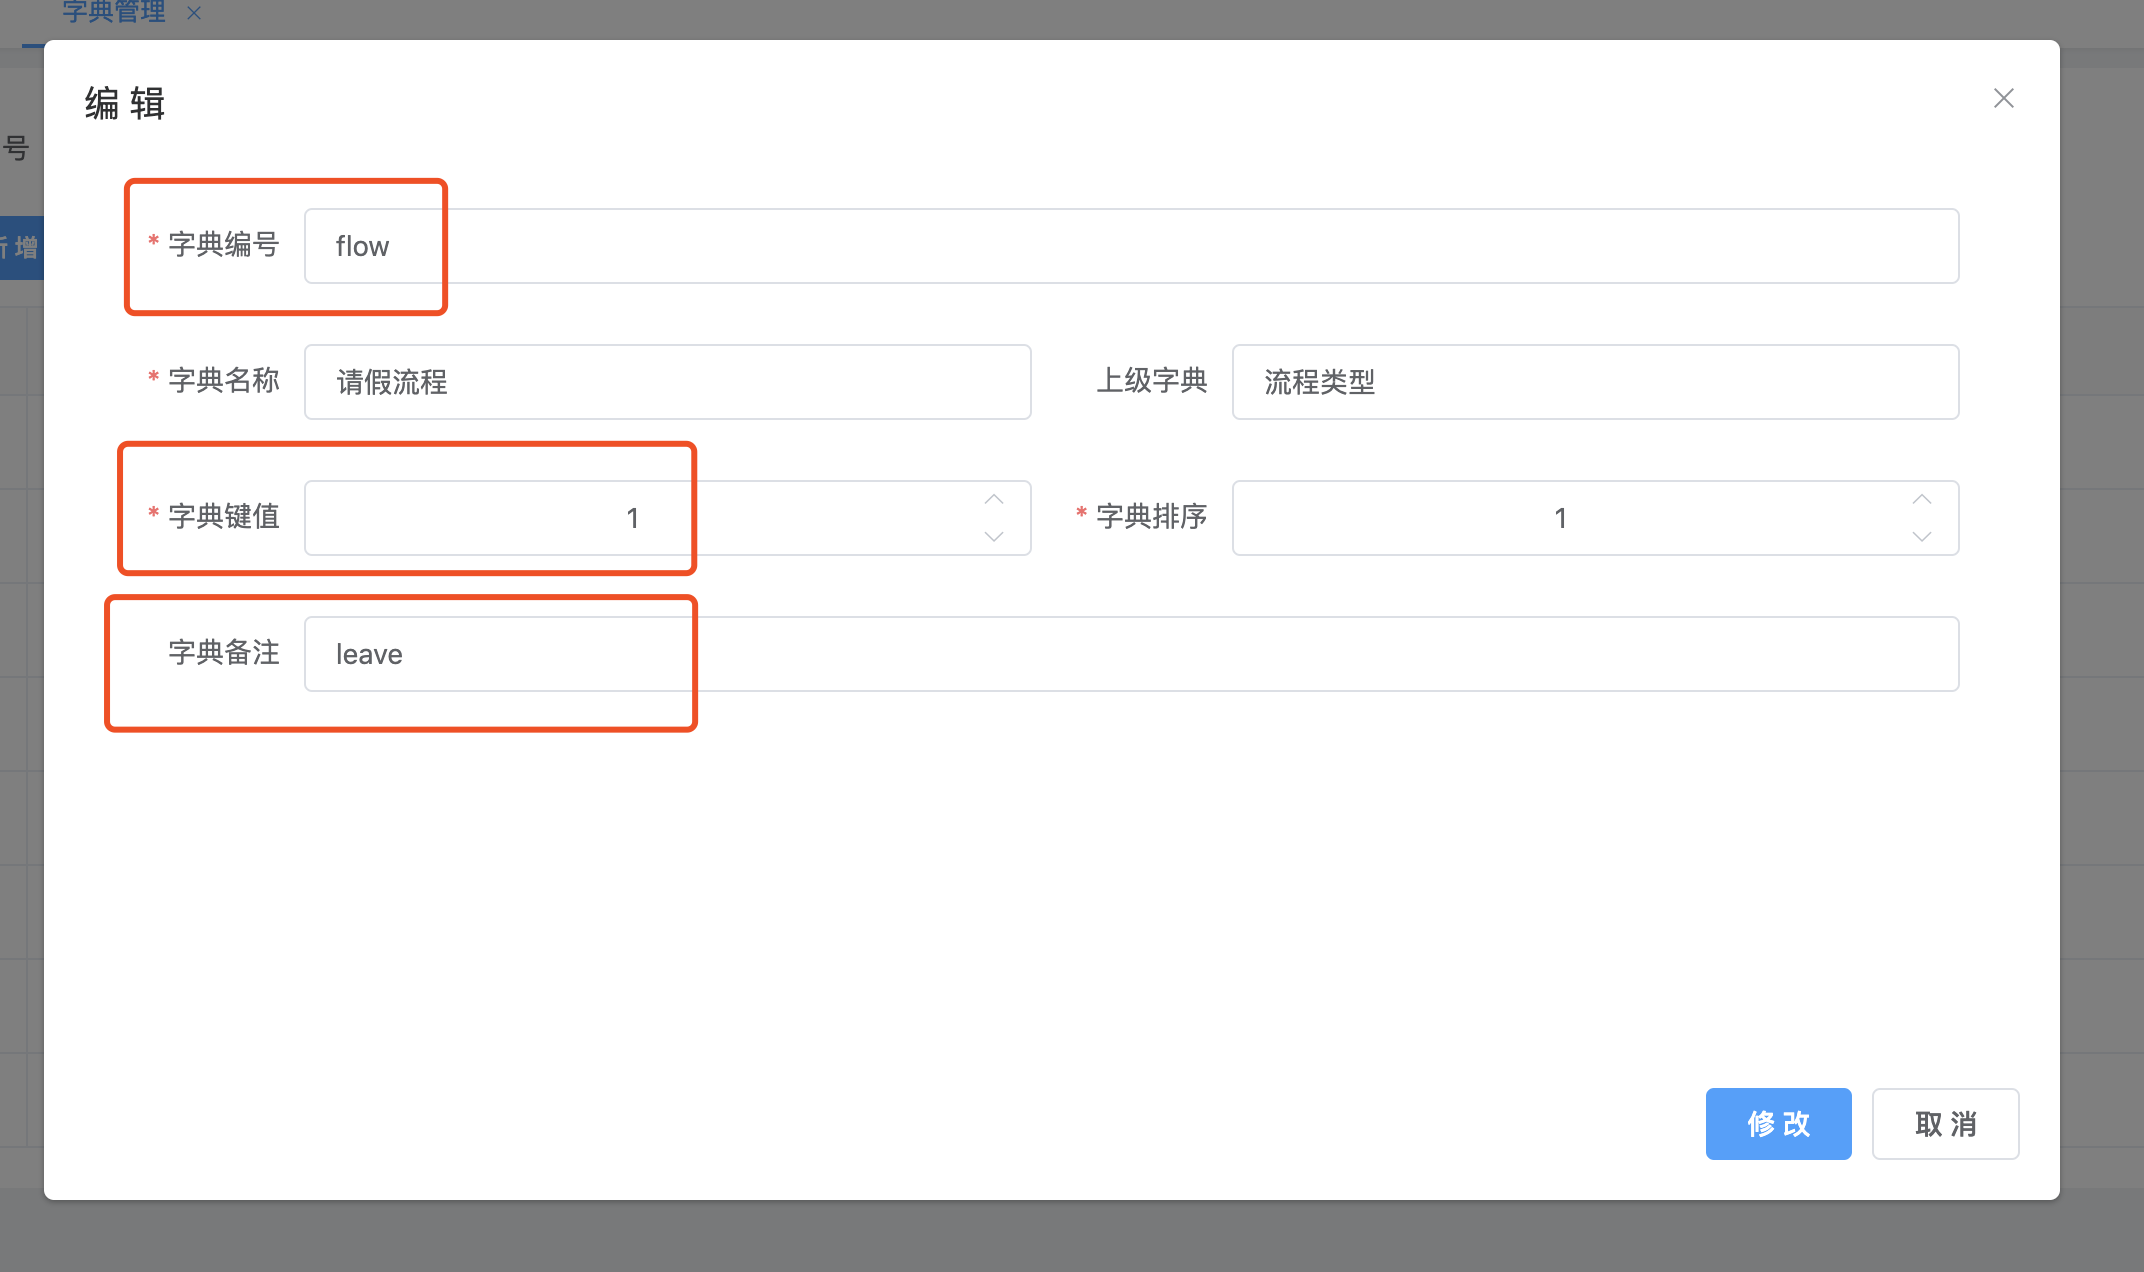 字典管理
编 辑
号
* 字典编号 flow
增
* 字典名称 请假流程 上级字典 流程类型
* 字典键值 1 * 字典排序 1
字典备注 leave
修 改 取 消